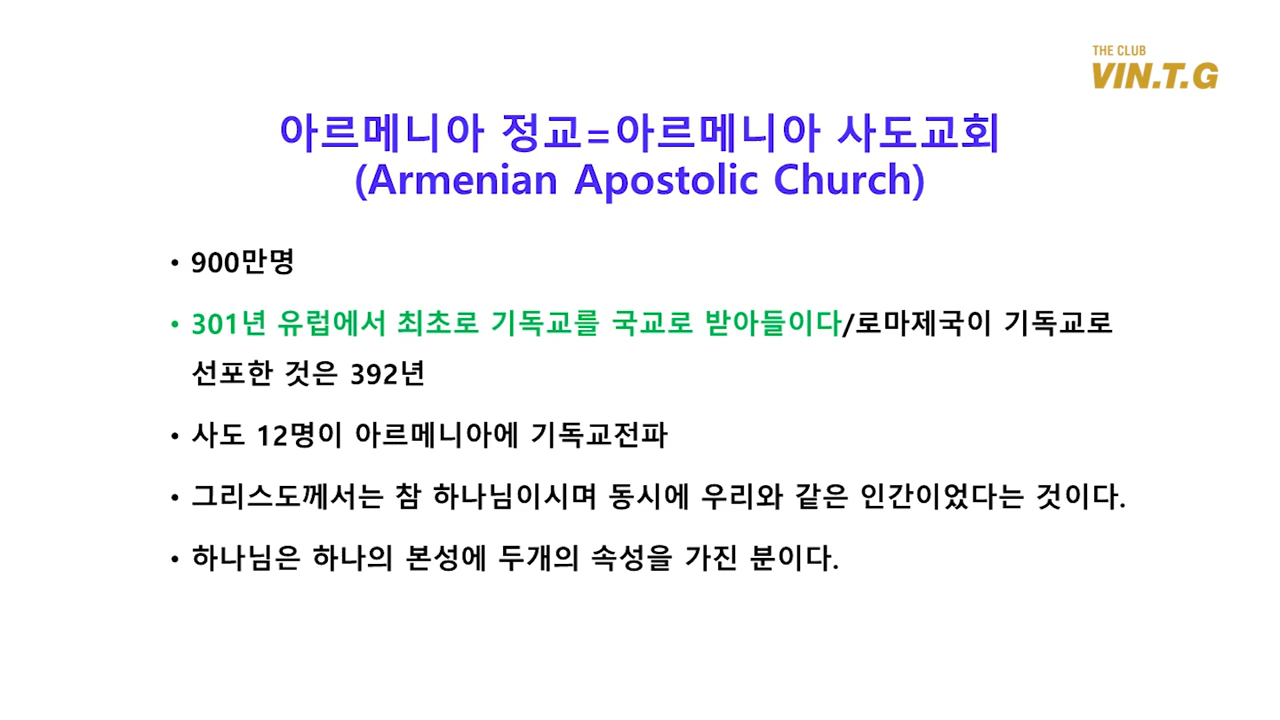 THE CLUB
VIN.T.G
아르메니아 정교=아르메니아 사도교회
(Armenian Apostolic Church)
• 900만명
• 301년 유럽에서 최초로 기독교를 국교로 받아들이다/로마제국이 기독교로
선포한 것은 392년
• 사도 12명이 아르메니아에 기독교전파
• 그리스도께서는 참 하나님이시며 동시에 우리와 같은 인간이었다는 것이다.
• 하나님은 하나의 본성에 두개의 속성을 가진 분이다.